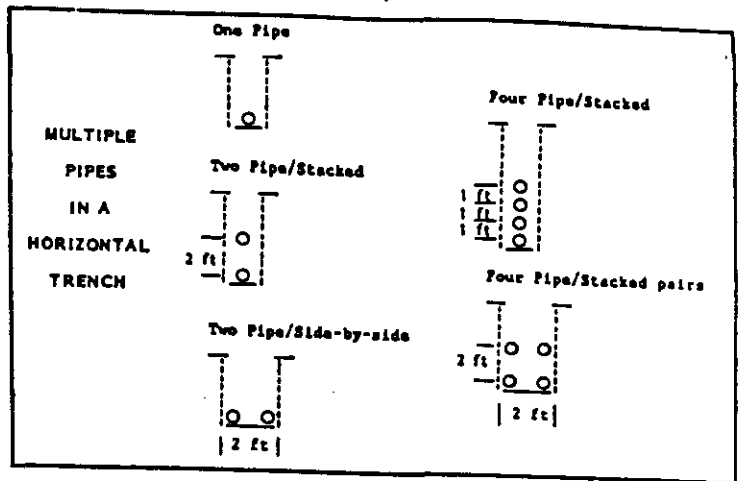 One Pipe
MULTIPLE
PIPES
IN A
HORIZONTAL
TRENCH
Two Pipe/Stacked
2 ft
Two Pipe/Side-by-side
2 ft
Four Pipe/Stacked
1 ft
1 ft
1 ft
Four Pipe/Stacked pairs
2 ft
2 ft